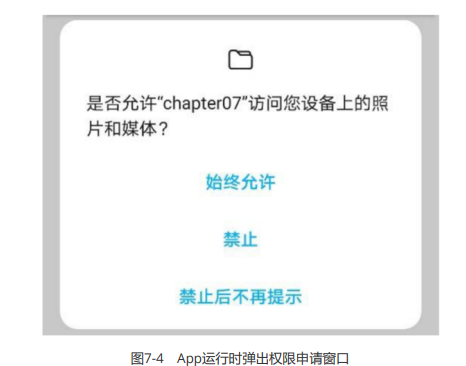 是否允许“chapter07”访问您设备上的照
片和媒体？
始终允许
禁止
禁止后不再提示
图7-4 App运行时弹出权限申请窗口